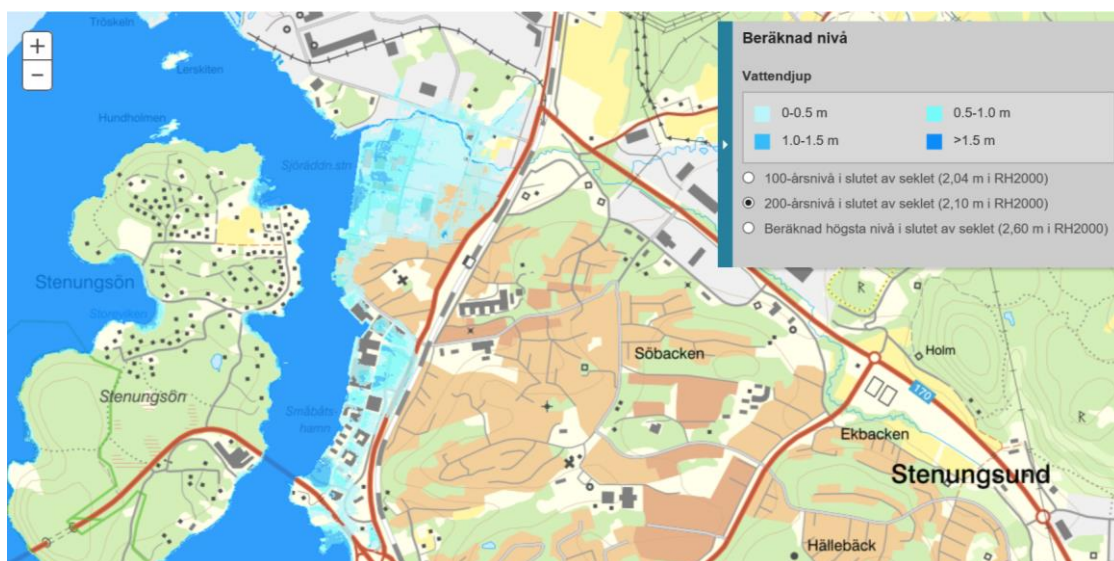 Tröskeln
Lerskiten
Hundholmen
Sjöräddn.stn
Stenungsön
Storeviken
Stenungsön
Småbåts
hamn
Söbacken
Holm
170
Ekbacken
Stenungsund
Hällebäck
R
R
+
−
Beräknad nivå
Vattendjup
0-0.5 m
0.5-1.0 m
1.0-1.5 m
>1.5 m
100-årsnivå i slutet av seklet (2,04 m i RH2000)
200-årsnivå i slutet av seklet (2,10 m i RH2000)
Beräknad högsta nivå i slutet av seklet (2,60 m i RH2000)